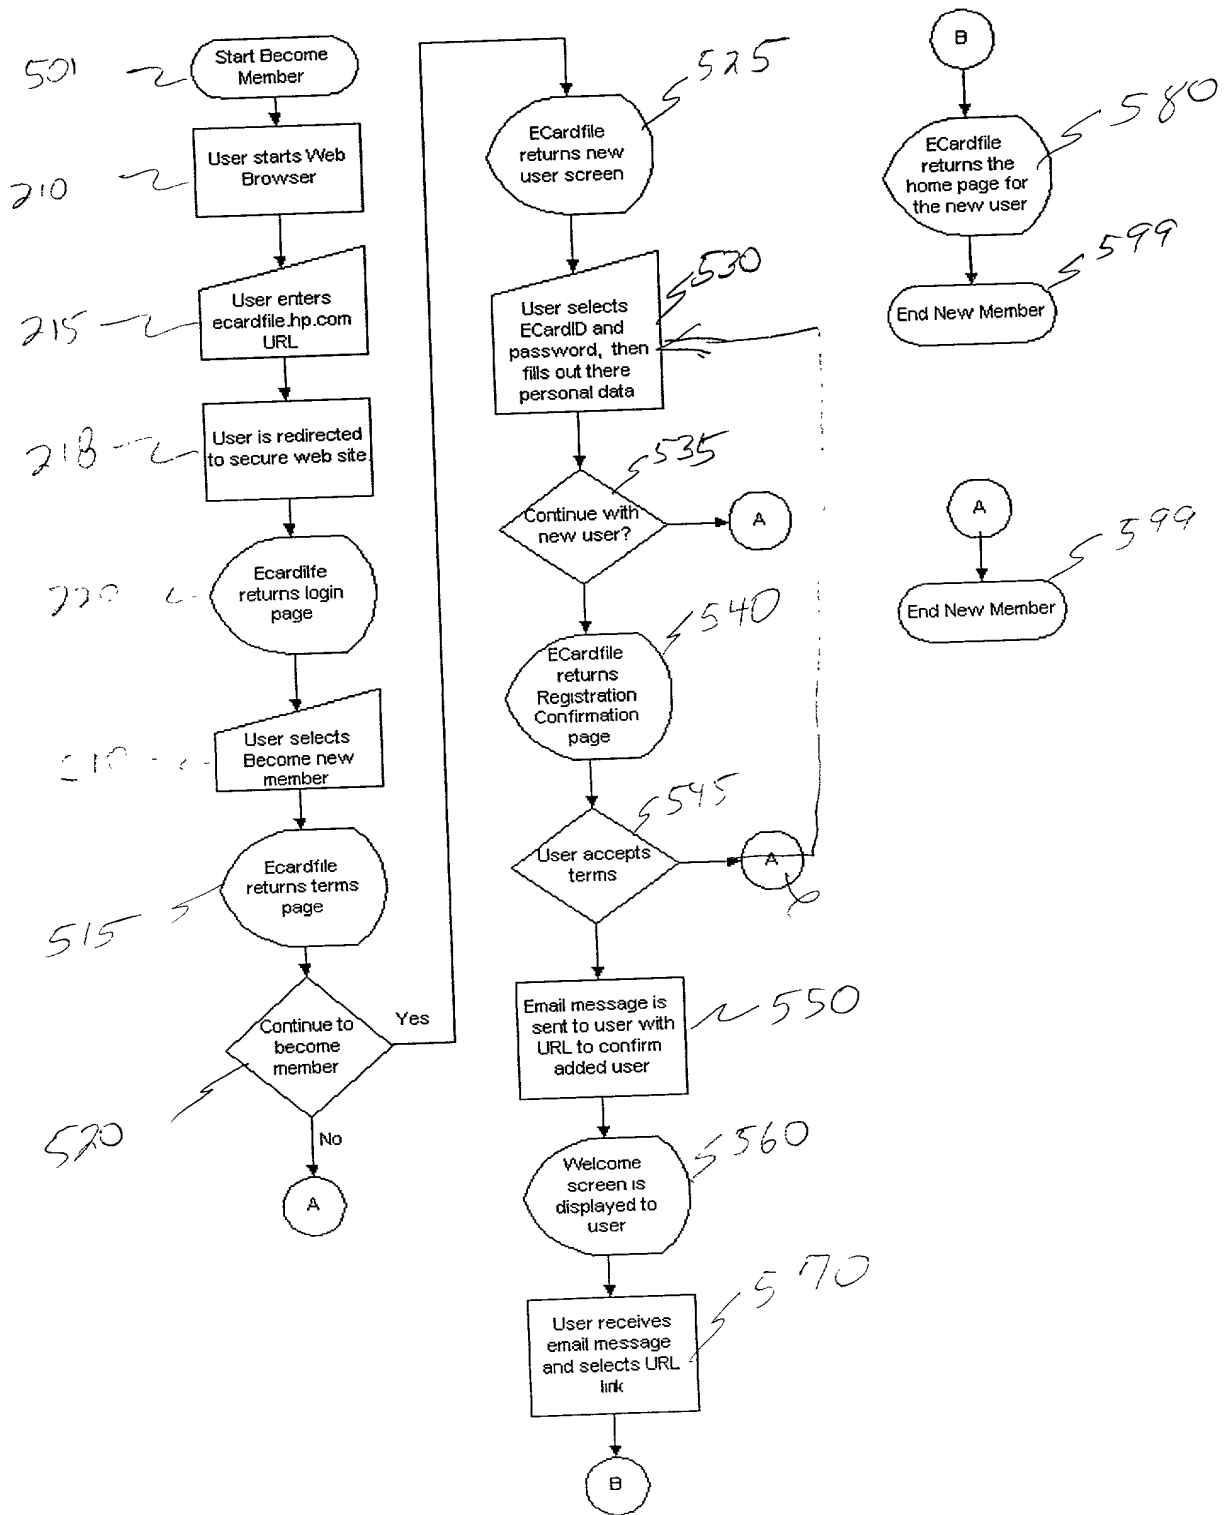 501
Start Become
Member
210
User starts Web
Browser
215
User enters
ecardfile.hp.com
URL
218
User is redirected
to secure web site
220
Ecardilfe
returns login
page
User selects
Become new
member
515
Ecardfile
returns terms
page
520
Continue to
become
member
Yes
No
A
525
ECardfile
returns new
user screen
530
User selects
ECardID and
password, then
fills out there
personal data
535
Continue with
new user?
A
540
ECardfile
returns
Registration
Confirmation
page
545
User accepts
terms
A
550
Email message is
sent to user with
URL to confirm
added user
560
Welcome
screen is
displayed to
user
570
User receives
email message
and selects URL
link
B
B
580
ECardfile
returns the
home page for
the new user
599
End New Member
A
599
End New Member